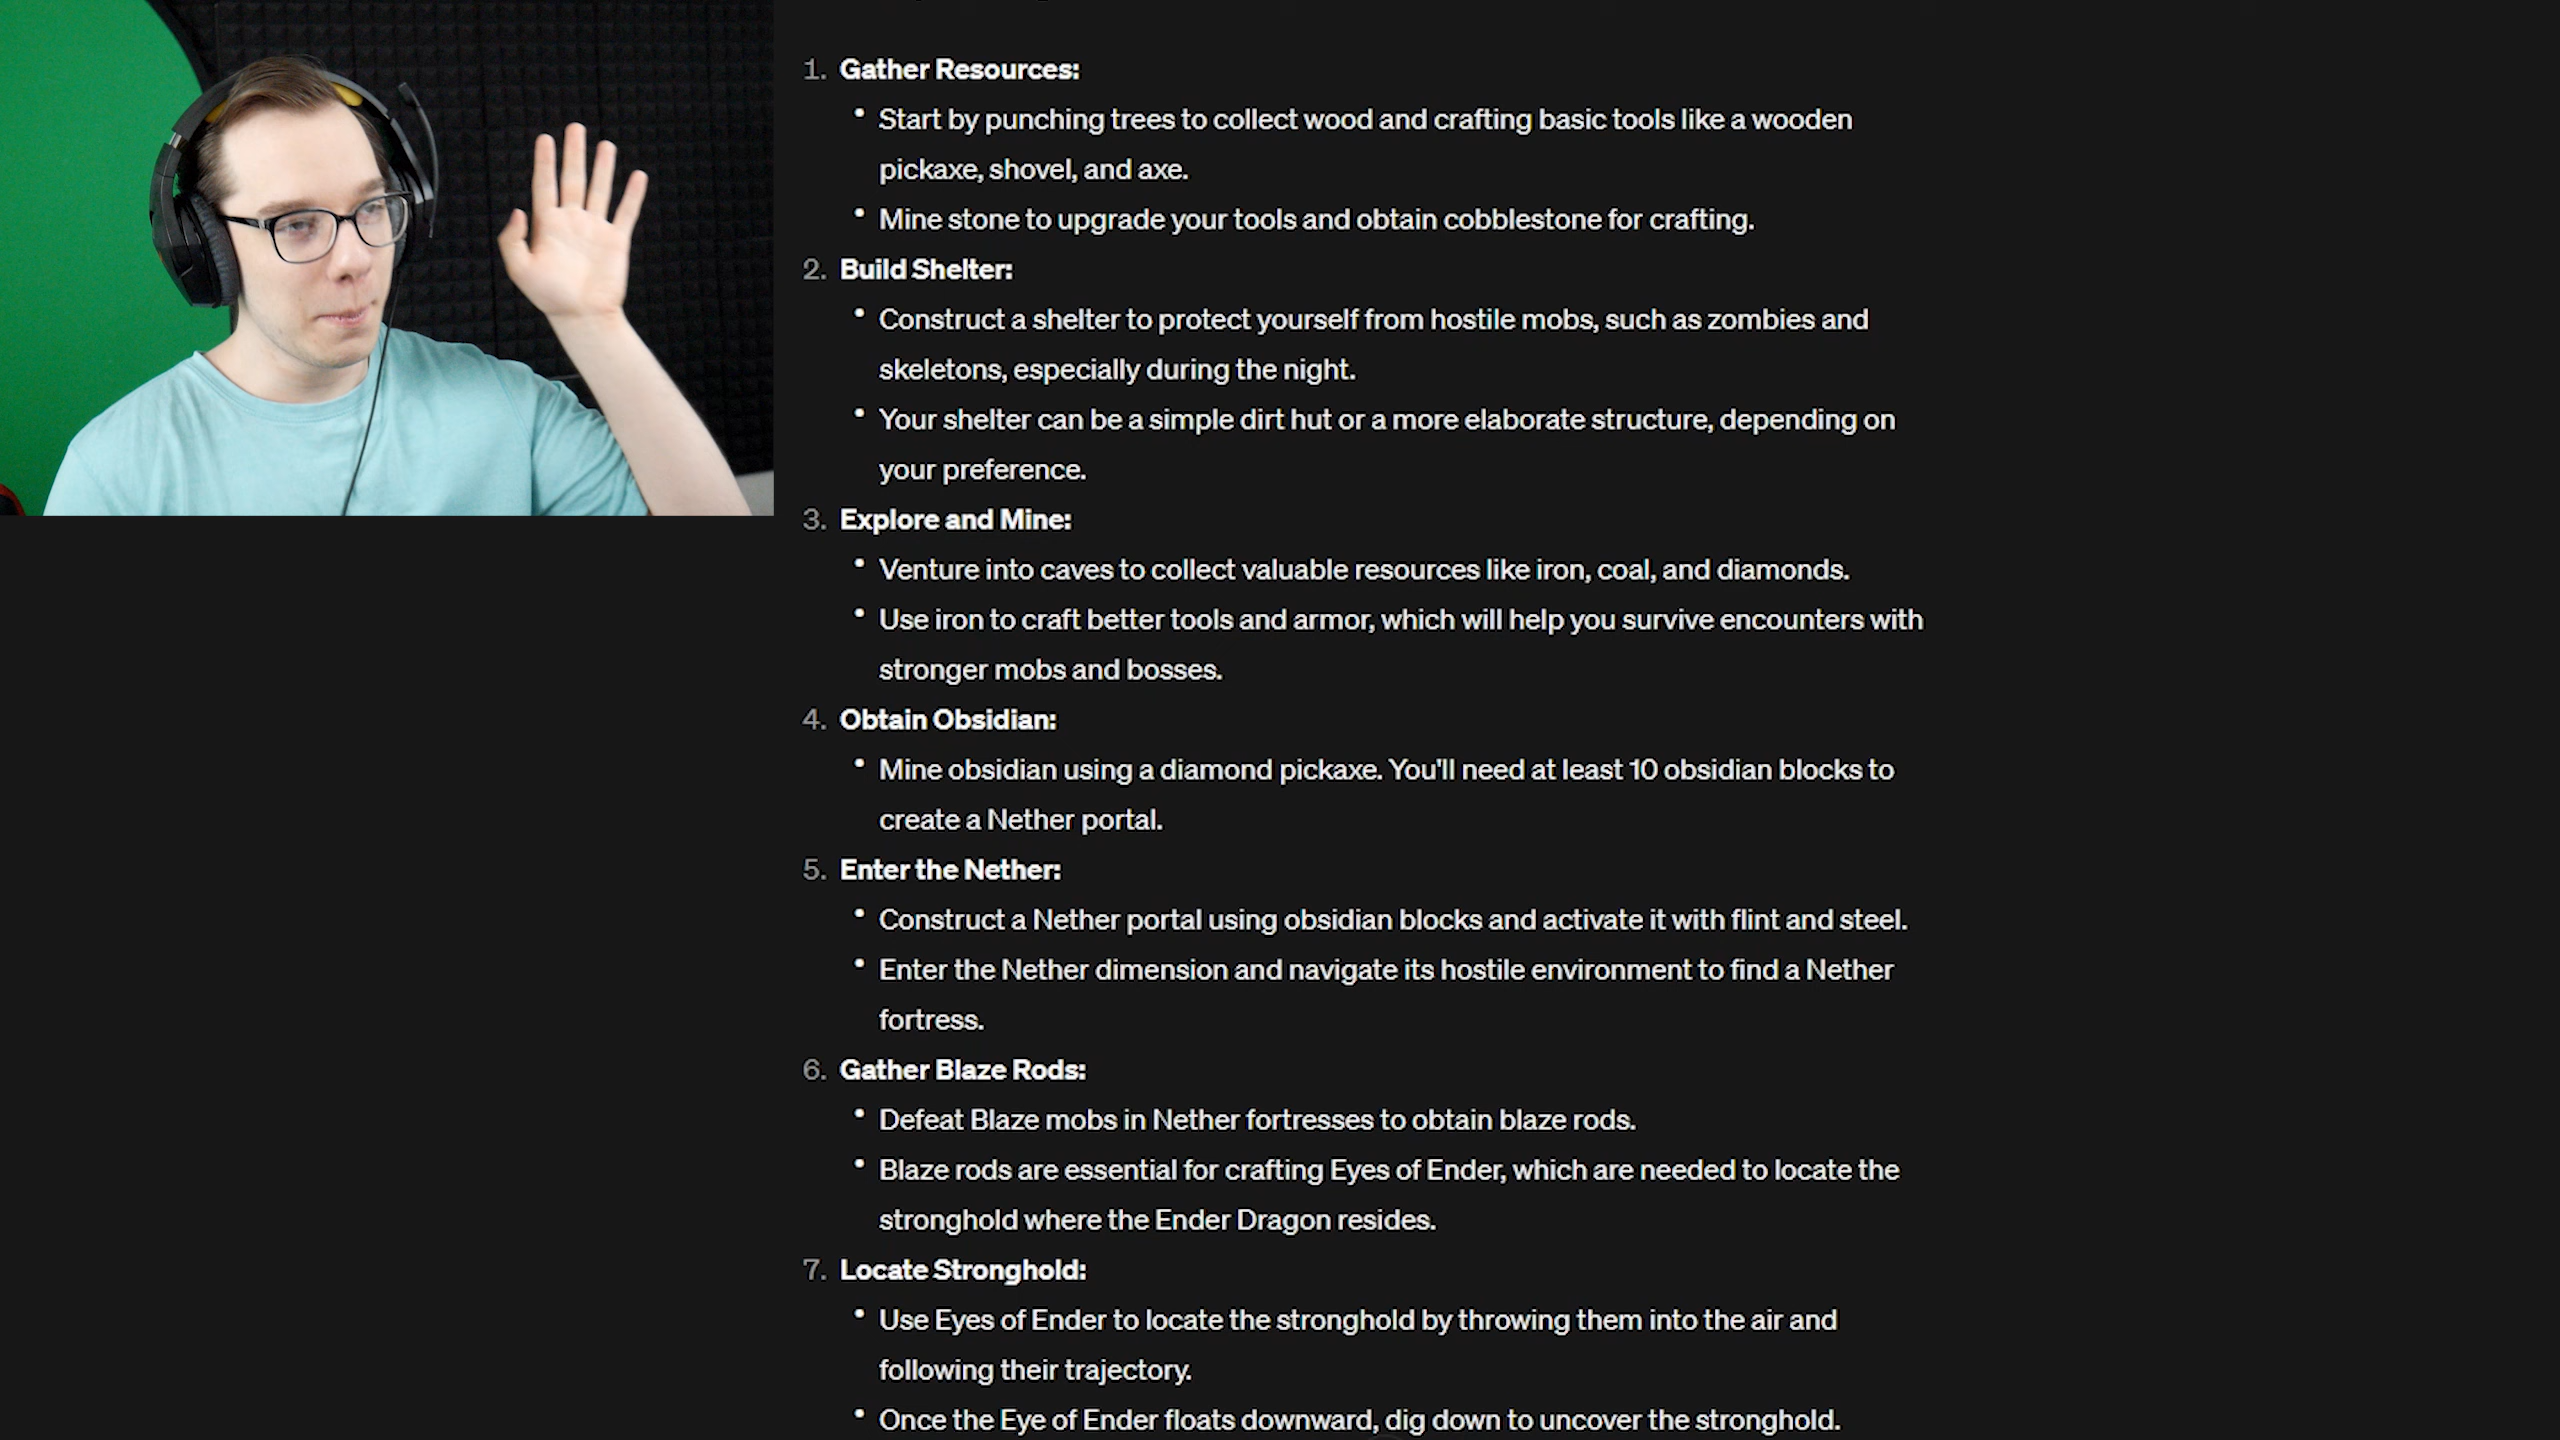 1. Gather Resources:
• Start by punching trees to collect wood and crafting basic tools like a wooden
pickaxe, shovel, and axe.
• Mine stone to upgrade your tools and obtain cobblestone for crafting.
2. Build Shelter:
• Construct a shelter to protect yourself from hostile mobs, such as zombies and
skeletons, especially during the night.
• Your shelter can be a simple dirt hut or a more elaborate structure, depending on
your preference.
3. Explore and Mine:
• Venture into caves to collect valuable resources like iron, coal, and diamonds.
• Use iron to craft better tools and armor, which will help you survive encounters with
stronger mobs and bosses.
4. Obtain Obsidian:
• Mine obsidian using a diamond pickaxe. You'll need at least 10 obsidian blocks to
create a Nether portal.
5. Enter the Nether:
• Construct a Nether portal using obsidian blocks and activate it with flint and steel.
• Enter the Nether dimension and navigate its hostile environment to find a Nether
fortress.
6. Gather Blaze Rods:
• Defeat Blaze mobs in Nether fortresses to obtain blaze rods.
• Blaze rods are essential for crafting Eyes of Ender, which are needed to locate the
stronghold where the Ender Dragon resides.
7. Locate Stronghold:
• Use Eyes of Ender to locate the stronghold by throwing them into the air and
following their trajectory.
• Once the Eye of Ender floats downward, dig down to uncover the stronghold.